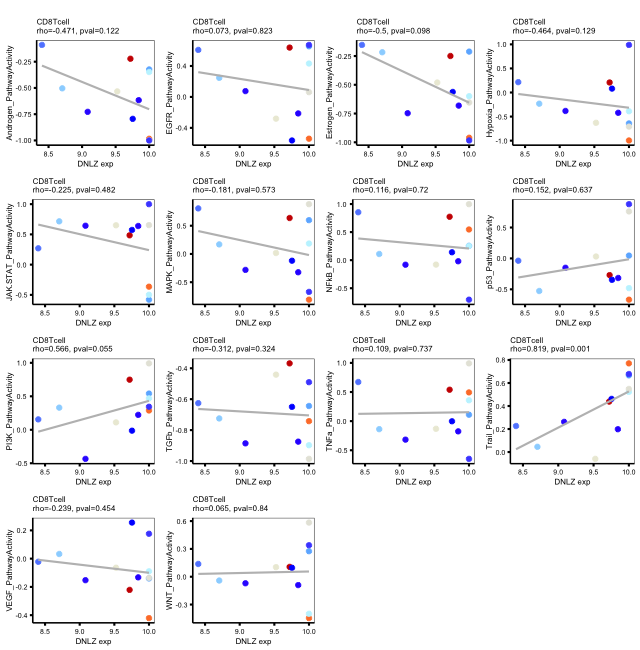 CD8Tcell
rho=-0.471, pval=0.122
Androgen_PathwayActivity
-0.25
-0.50
-0.75
-1.00
8.5 9.0 9.5 10.0
DNLZ exp
CD8Tcell
rho=0.073, pval=0.823
EGFR_PathwayActivity
0.4
0.0
-0.4
8.5 9.0 9.5 10.0
DNLZ exp
CD8Tcell
rho=-0.5, pval=0.098
Estrogen_PathwayActivity
-0.25
-0.50
-0.75
-1.00
8.5 9.0 9.5 10.0
DNLZ exp
CD8Tcell
rho=-0.464, pval=0.129
Hypoxia_PathwayActivity
1.0
0.5
0.0
-0.5
-1.0
8.5 9.0 9.5 10.0
DNLZ exp
CD8Tcell
rho=-0.225, pval=0.482
JAK-STAT_PathwayActivity
1.0
0.5
0.0
-0.5
8.5 9.0 9.5 10.0
DNLZ exp
CD8Tcell
rho=-0.181, pval=0.573
MAPK_PathwayActivity
0.5
0.0
-0.5
8.5 9.0 9.5 10.0
DNLZ exp
CD8Tcell
rho=0.116, pval=0.72
NFkB_PathwayActivity
1.0
0.5
0.0
-0.5
8.5 9.0 9.5 10.0
DNLZ exp
CD8Tcell
rho=0.152, pval=0.637
p53_PathwayActivity
0.5
0.0
-0.5
8.5 9.0 9.5 10.0
DNLZ exp
CD8Tcell
rho=0.566, pval=0.055
PI3K_PathwayActivity
1.0
0.5
0.0
-0.5
8.5 9.0 9.5 10.0
DNLZ exp
CD8Tcell
rho=-0.312, pval=0.324
TGFb_PathwayActivity
-0.4
-0.6
-0.8
-1.0
8.5 9.0 9.5 10.0
DNLZ exp
CD8Tcell
rho=0.109, pval=0.737
TNFa_PathwayActivity
1.0
0.5
0.0
-0.5
8.5 9.0 9.5 10.0
DNLZ exp
CD8Tcell
rho=0.819, pval=0.001
Trail_PathwayActivity
0.8
0.6
0.4
0.2
0.0
8.5 9.0 9.5 10.0
DNLZ exp
CD8Tcell
rho=-0.239, pval=0.454
VEGF_PathwayActivity
0.2
0.0
-0.2
-0.4
8.5 9.0 9.5 10.0
DNLZ exp
CD8Tcell
rho=0.065, pval=0.84
WNT_PathwayActivity
0.6
0.3
0.0
-0.3
8.5 9.0 9.5 10.0
DNLZ exp